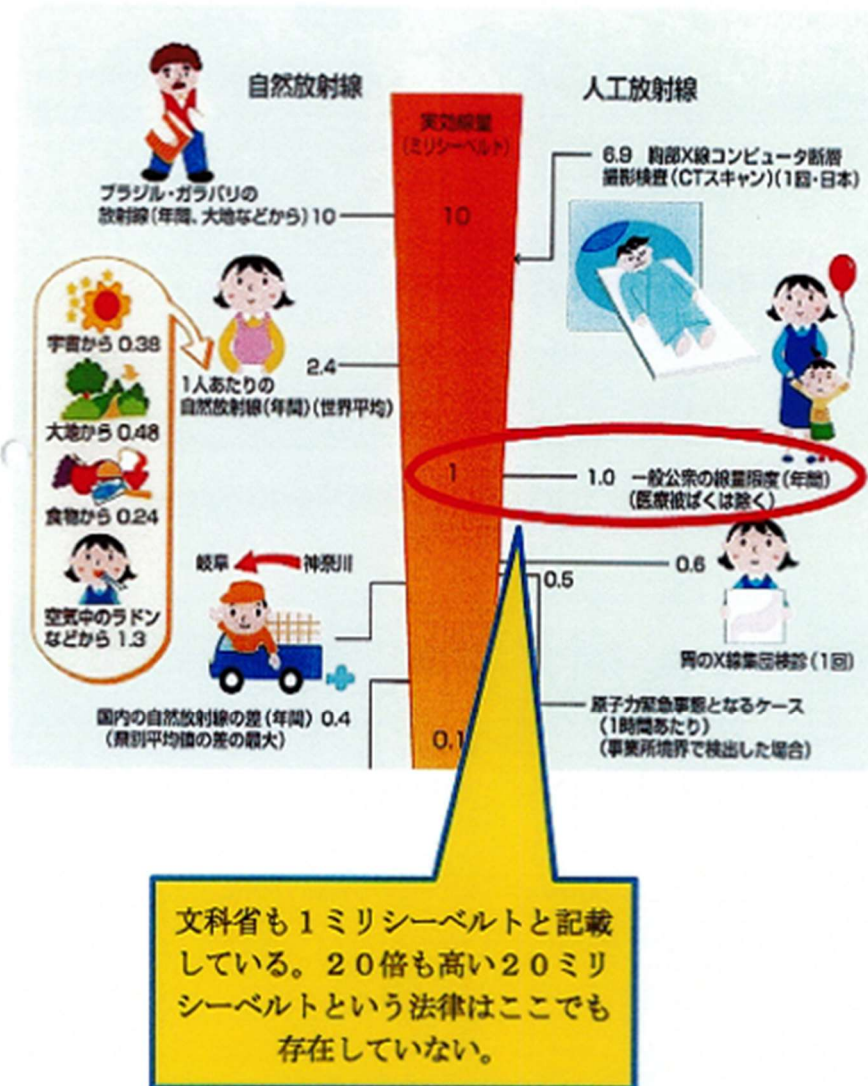 自然放射線
人工放射線
実効線量
(ミリシーベルト)
ブラジル・ガラパリの
放射線(年間、大地などから)10
10
6.9 胸部X線コンピュータ断層
撮影検査(CTスキャン)(1回・日本)
宇宙から 0.38
大地から 0.48
食物から 0.24
空気中のラドン
などから 1.3
2.4
1人あたりの
自然放射線(年間)(世界平均)
1
1.0 一般公衆の線量限度(年間)
(医療被ばくは除く)
岐阜
神奈川
0.6
胃のX線集団検診(1回)
0.5
原子力緊急事態となるケース
(1時間あたり)
(事業所境界で検出した場合)
国内の自然放射線の差(年間) 0.4
(県別平均値の差の最大)
0.1
文科省も1ミリシーベルトと記載
している。20倍も高い20ミリ
シーベルトという法律はここでも
存在していない。